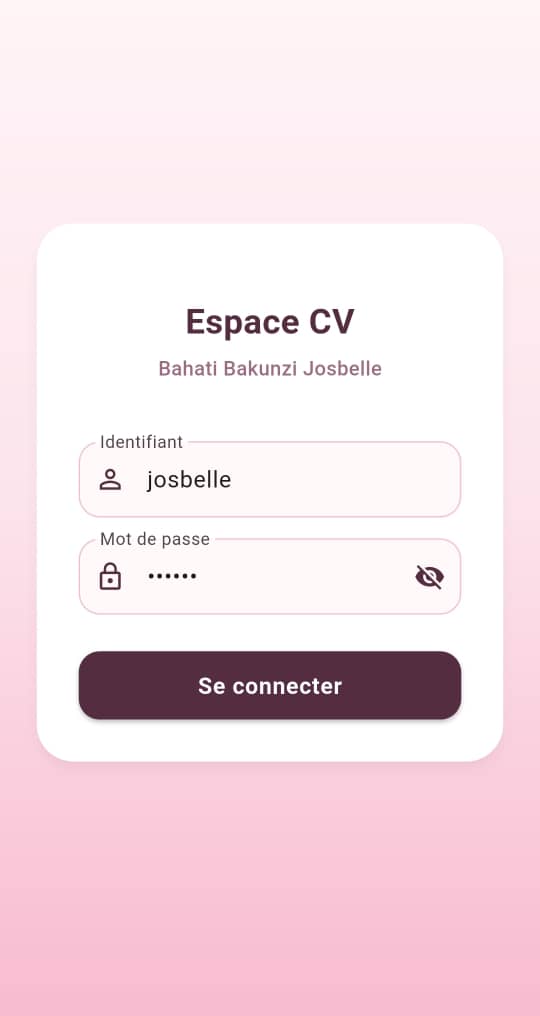 Espace CV
Bahati Bakunzi Josbelle
Identifiant
josbelle
Mot de passe
••••••
Se connecter